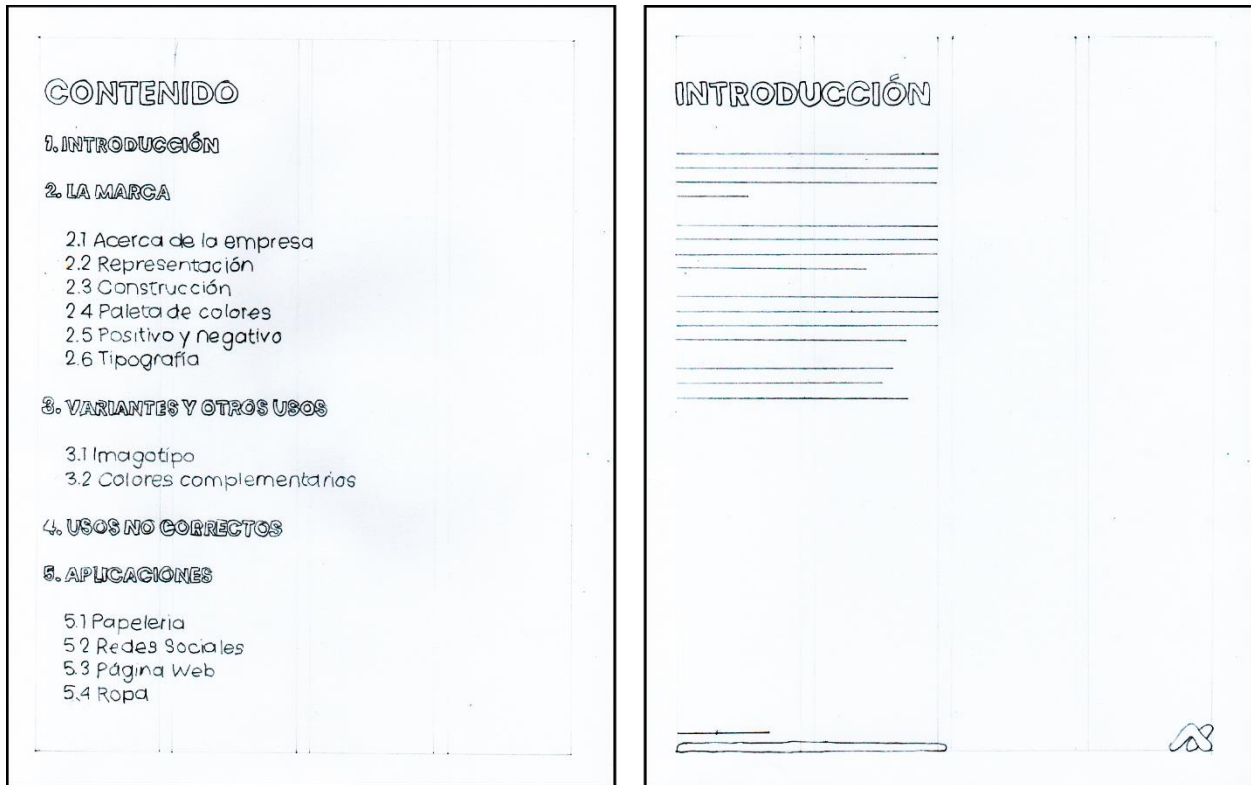 CONTENIDO
1. INTRODUCCIÓN
2. LA MARCA
2.1 Acerca de la empresa
2.2 Representación
2.3 Construcción
2.4 Paleta de colores
2.5 Positivo y negativo
2.6 Tipografía
3. VARIANTES Y OTROS USOS
3.1 Imagotipo
3.2 Colores complementarios
4. USOS NO CORRECTOS
5. APLICACIONES
5.1 Papeleria
5.2 Redes Sociales
5.3 Página Web
5.4 Ropa
INTRODUCCIÓN